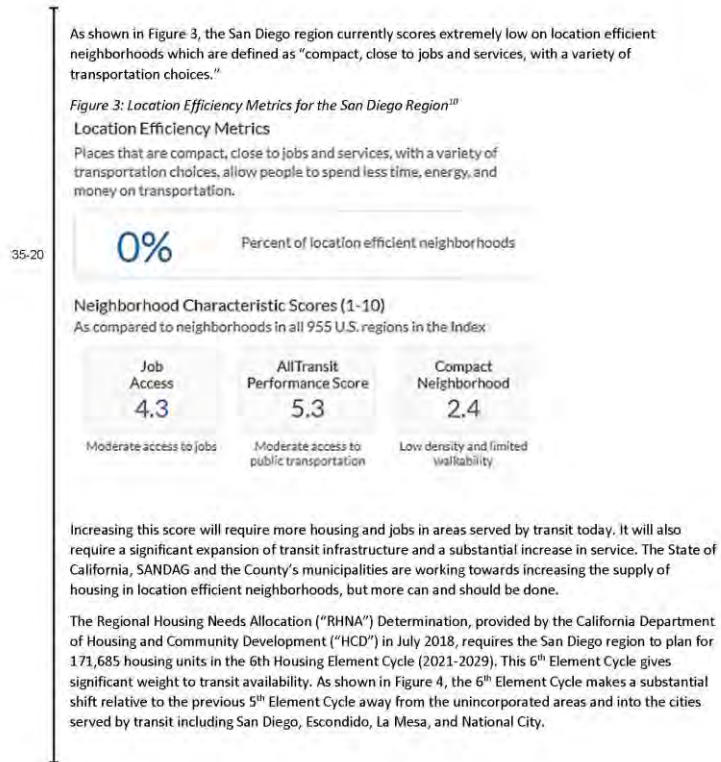 As shown in Figure 3, the San Diego region currently scores extremely low on location efficient
neighborhoods which are defined as “compact, close to jobs and services, with a variety of
transportation choices.”
Figure 3: Location Efficiency Metrics for the San Diego Region¹⁰
Location Efficiency Metrics
Places that are compact, close to jobs and services, with a variety of
transportation choices, allow people to spend less time, energy, and
money on transportation.
35-20
0% Percent of location efficient neighborhoods
Neighborhood Characteristic Scores (1-10)
As compared to neighborhoods in all 955 U.S. regions in the Index
Job
Access
4.3
Moderate access to jobs
AllTransit
Performance Score
5.3
Moderate access to
public transportation
Compact
Neighborhood
2.4
Low density and limited
walkability
Increasing this score will require more housing and jobs in areas served by transit today. It will also
require a significant expansion of transit infrastructure and a substantial increase in service. The State of
California, SANDAG and the County’s municipalities are working towards increasing the supply of
housing in location efficient neighborhoods, but more can and should be done.
The Regional Housing Needs Allocation (“RHNA”) Determination, provided by the California Department
of Housing and Community Development (“HCD”) in July 2018, requires the San Diego region to plan for
171,685 housing units in the 6th Housing Element Cycle (2021-2029). This 6ᵗʰ Element Cycle gives
significant weight to transit availability. As shown in Figure 4, the 6ᵗʰ Element Cycle makes a substantial
shift relative to the previous 5ᵗʰ Element Cycle away from the unincorporated areas and into the cities
served by transit including San Diego, Escondido, La Mesa, and National City.